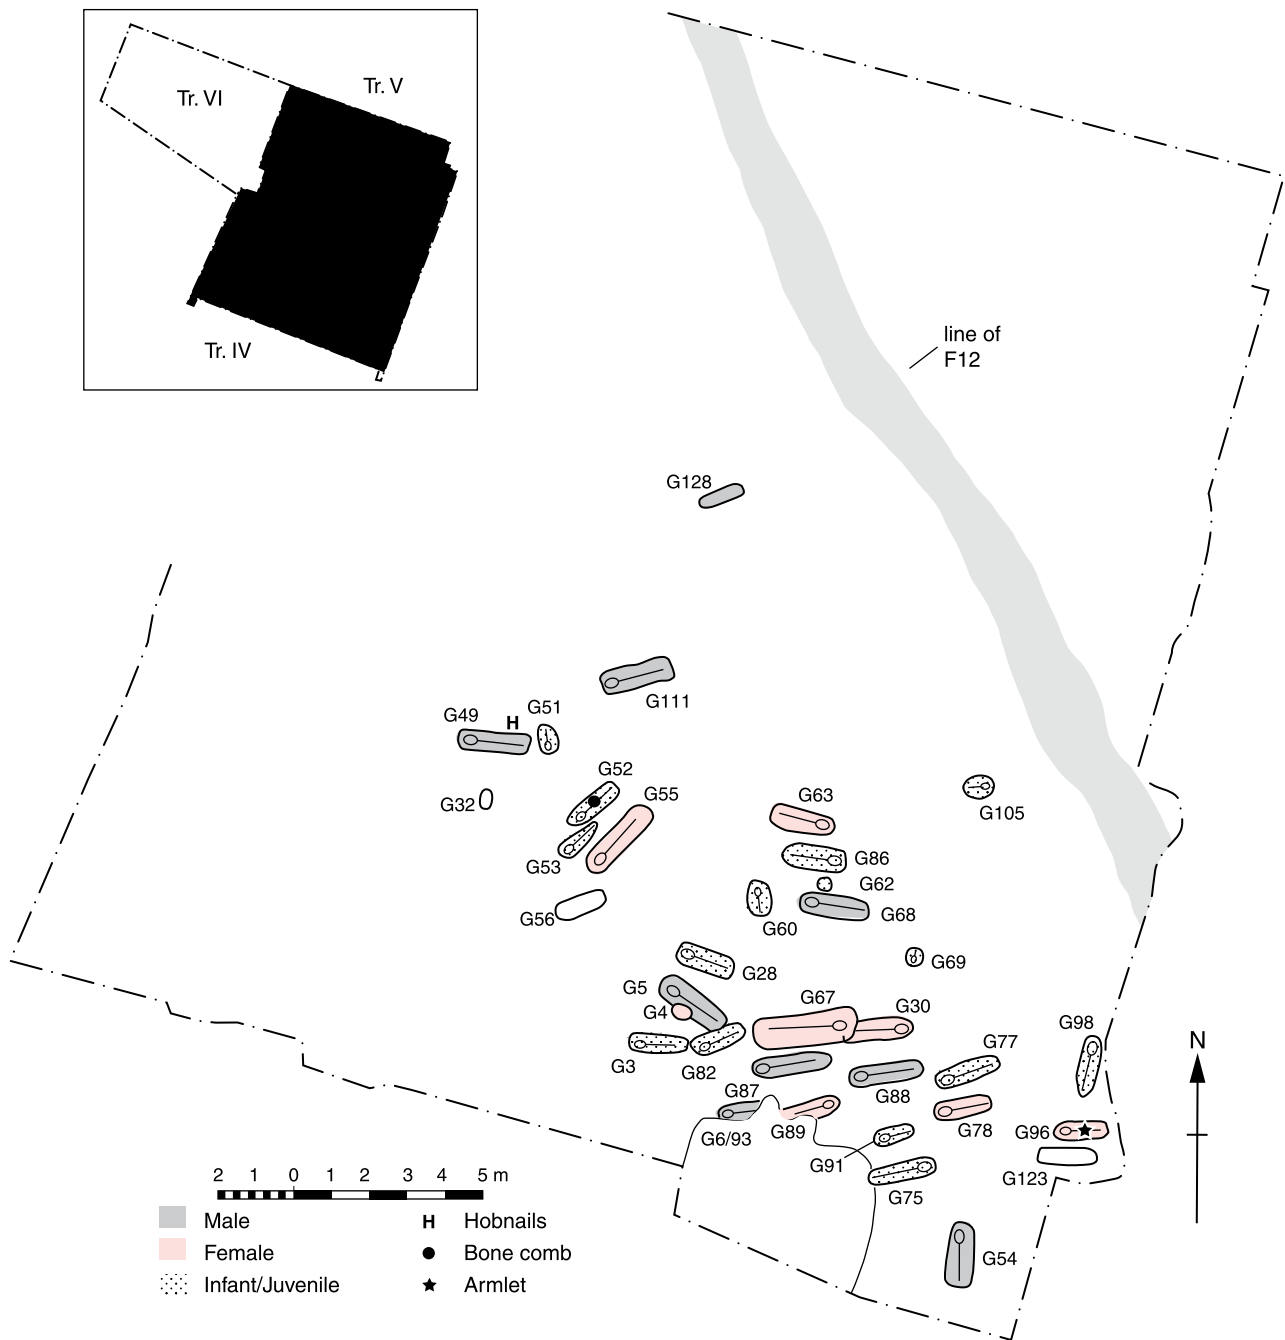 Tr. V
Tr. VI
Tr. IV
line of
F12
G128
G111
G49
H
G51
G52
G32
G55
G63
G105
G53
G86
G62
G56
G60
G68
G28
G69
G5
G4
G67
G30
G3
G82
G77
G98
N
G87
G88
G6/93
G89
G78
G96
G91
G123
G75
G54
2 1 0 1 2 3 4 5 m
Male
H Hobnails
Female
Bone comb
Infant/Juvenile
Armlet